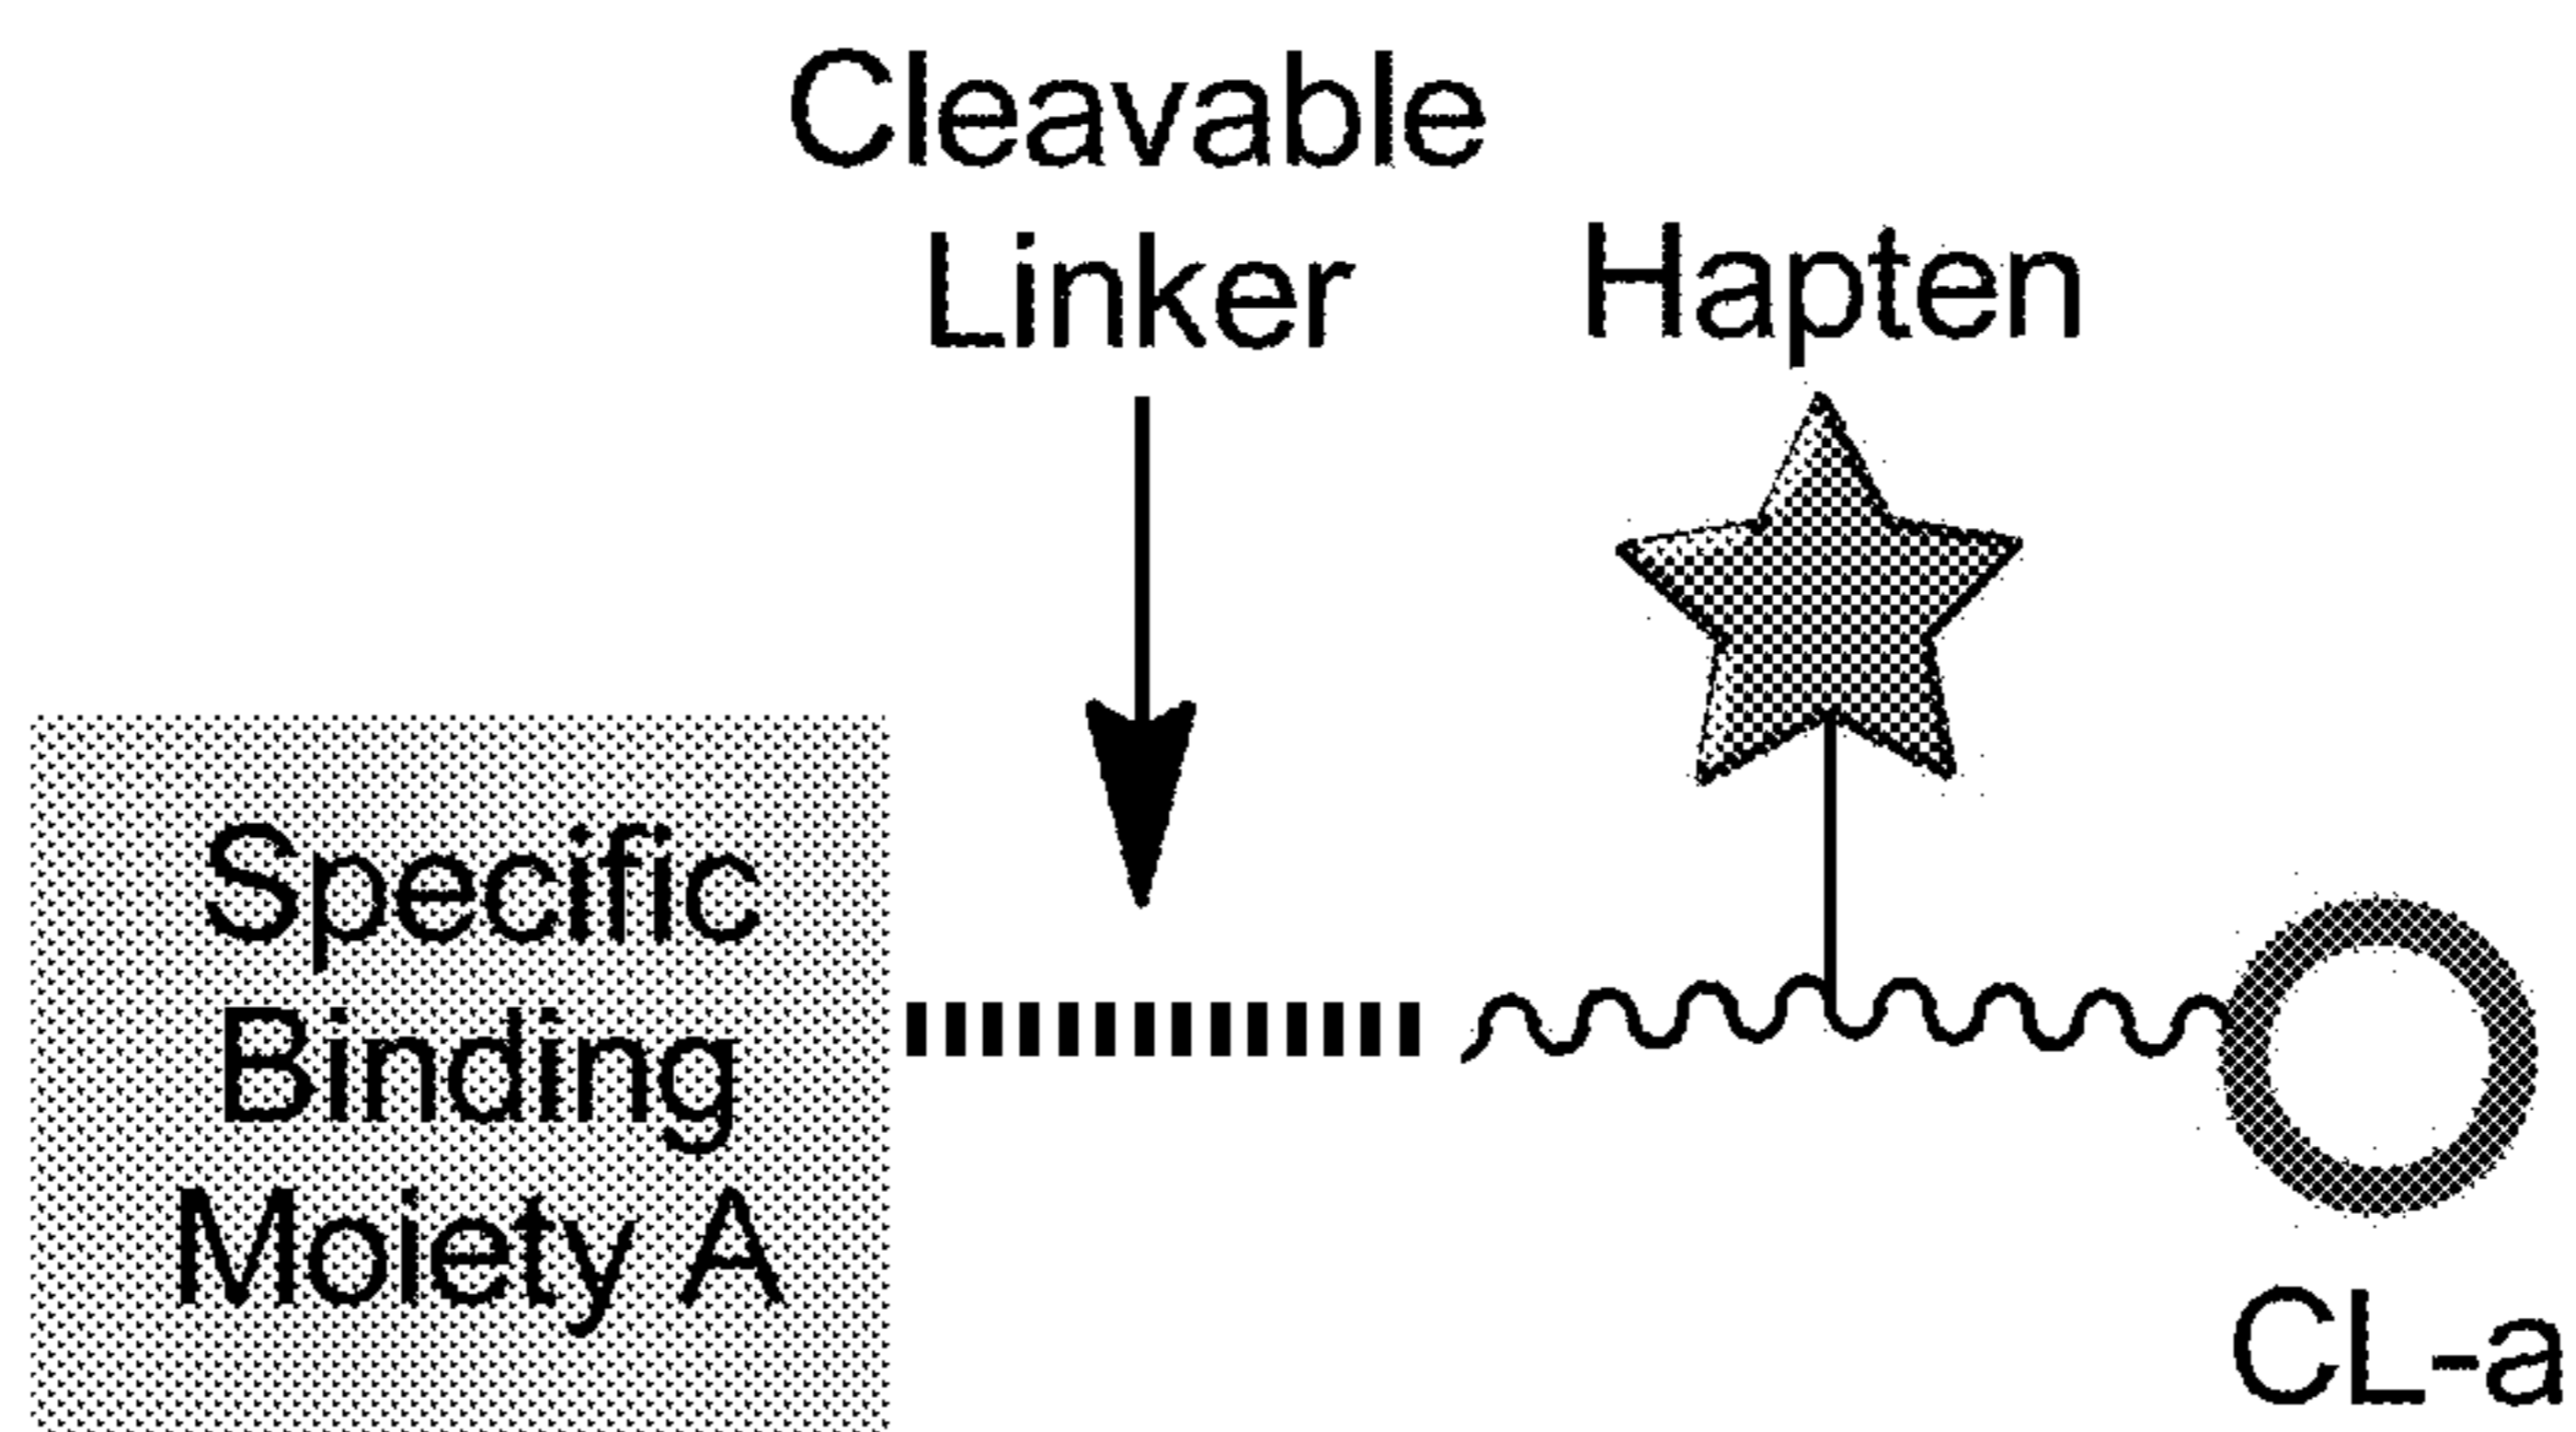 Cleavable
Linker
Hapten
Specific
Binding
Moiety A
CL-a